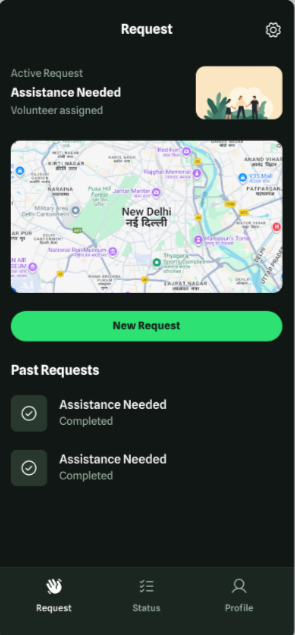 Request
Active Request
Assistance Needed
Volunteer assigned
KIRTI NAGAR
Rajghat Memorial
ANAND VIHAR
V3S Mall
NARAINA
Pusa Hill
Forest
Jantar Mantar
PATPARGANJ
Military Area
Delhi Cantonment
New Delhi
नई दिल्ली
National Rail Museum
Thyagaraj
Sports Complex
Humayun's Tomb
LAJPAT NAGAR
New Request
Past Requests
Assistance Needed
Completed
Assistance Needed
Completed
Request
Status
Profile